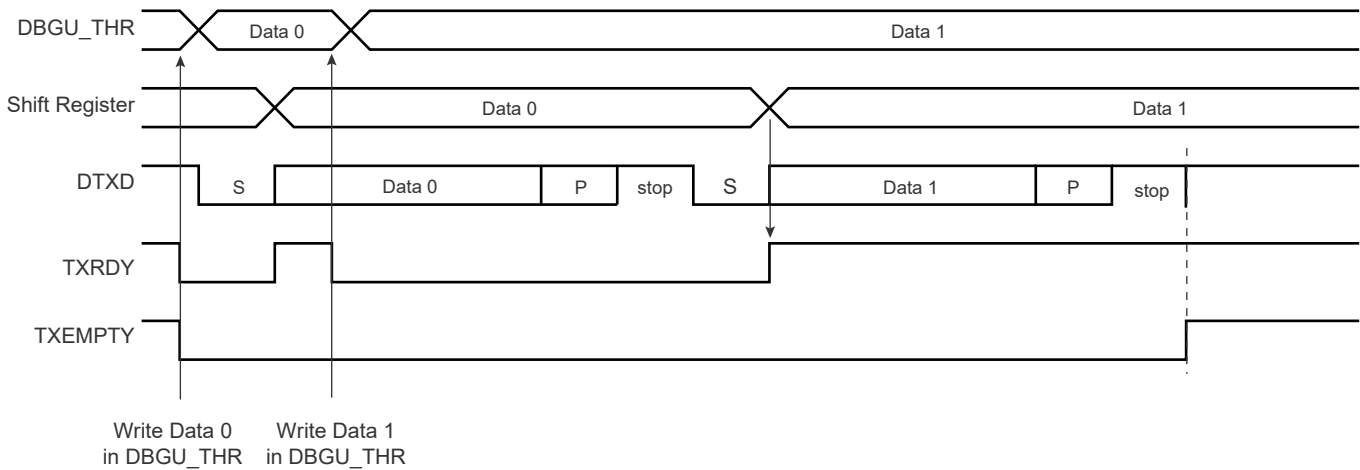 DBGU_THR Data 0 Data 1
Shift Register Data 0 Data 1
DTXD S Data 0 P stop S Data 1 P stop
TXRDY
TXEMPTY
Write Data 0 Write Data 1
in DBGU_THR in DBGU_THR